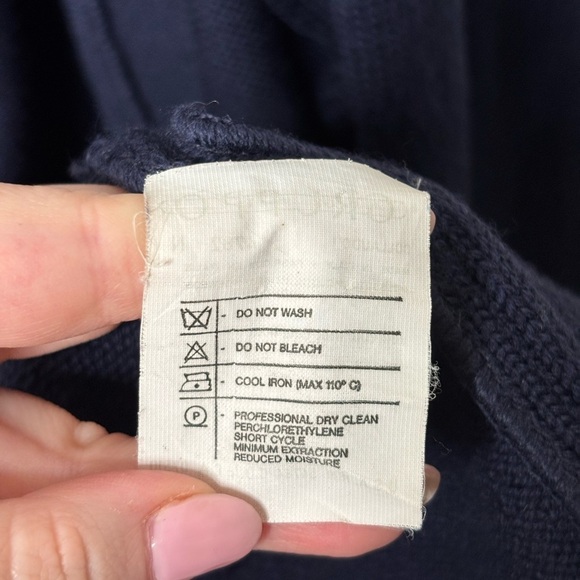 - DO NOT WASH
- DO NOT BLEACH
- COOL IRON (MAX 110° C)
P - PROFESSIONAL DRY CLEAN
PERCHLORETHYLENE
SHORT CYCLE
MINIMUM EXTRACTION
REDUCED MOISTURE